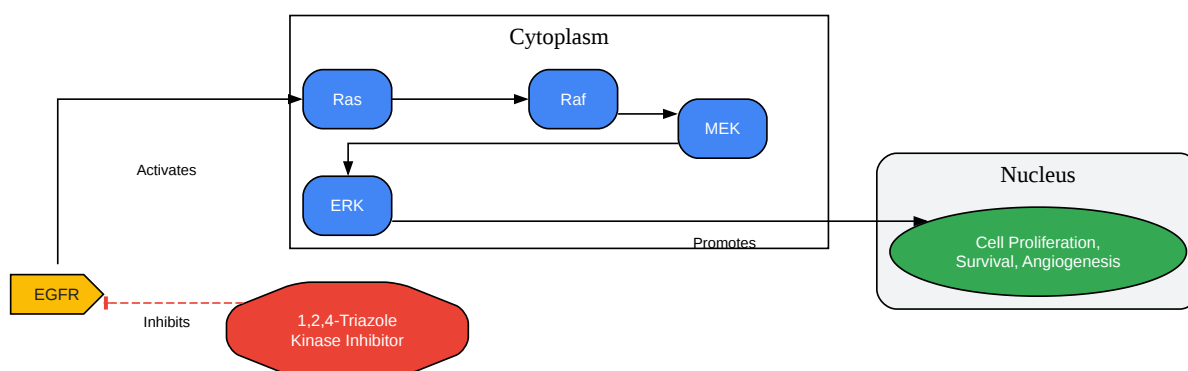 Cytoplasm
Ras
Raf
MEK
Activates
ERK
Nucleus
Promotes
Cell Proliferation,
Survival, Angiogenesis
EGFR
Inhibits
1,2,4-Triazole
Kinase Inhibitor